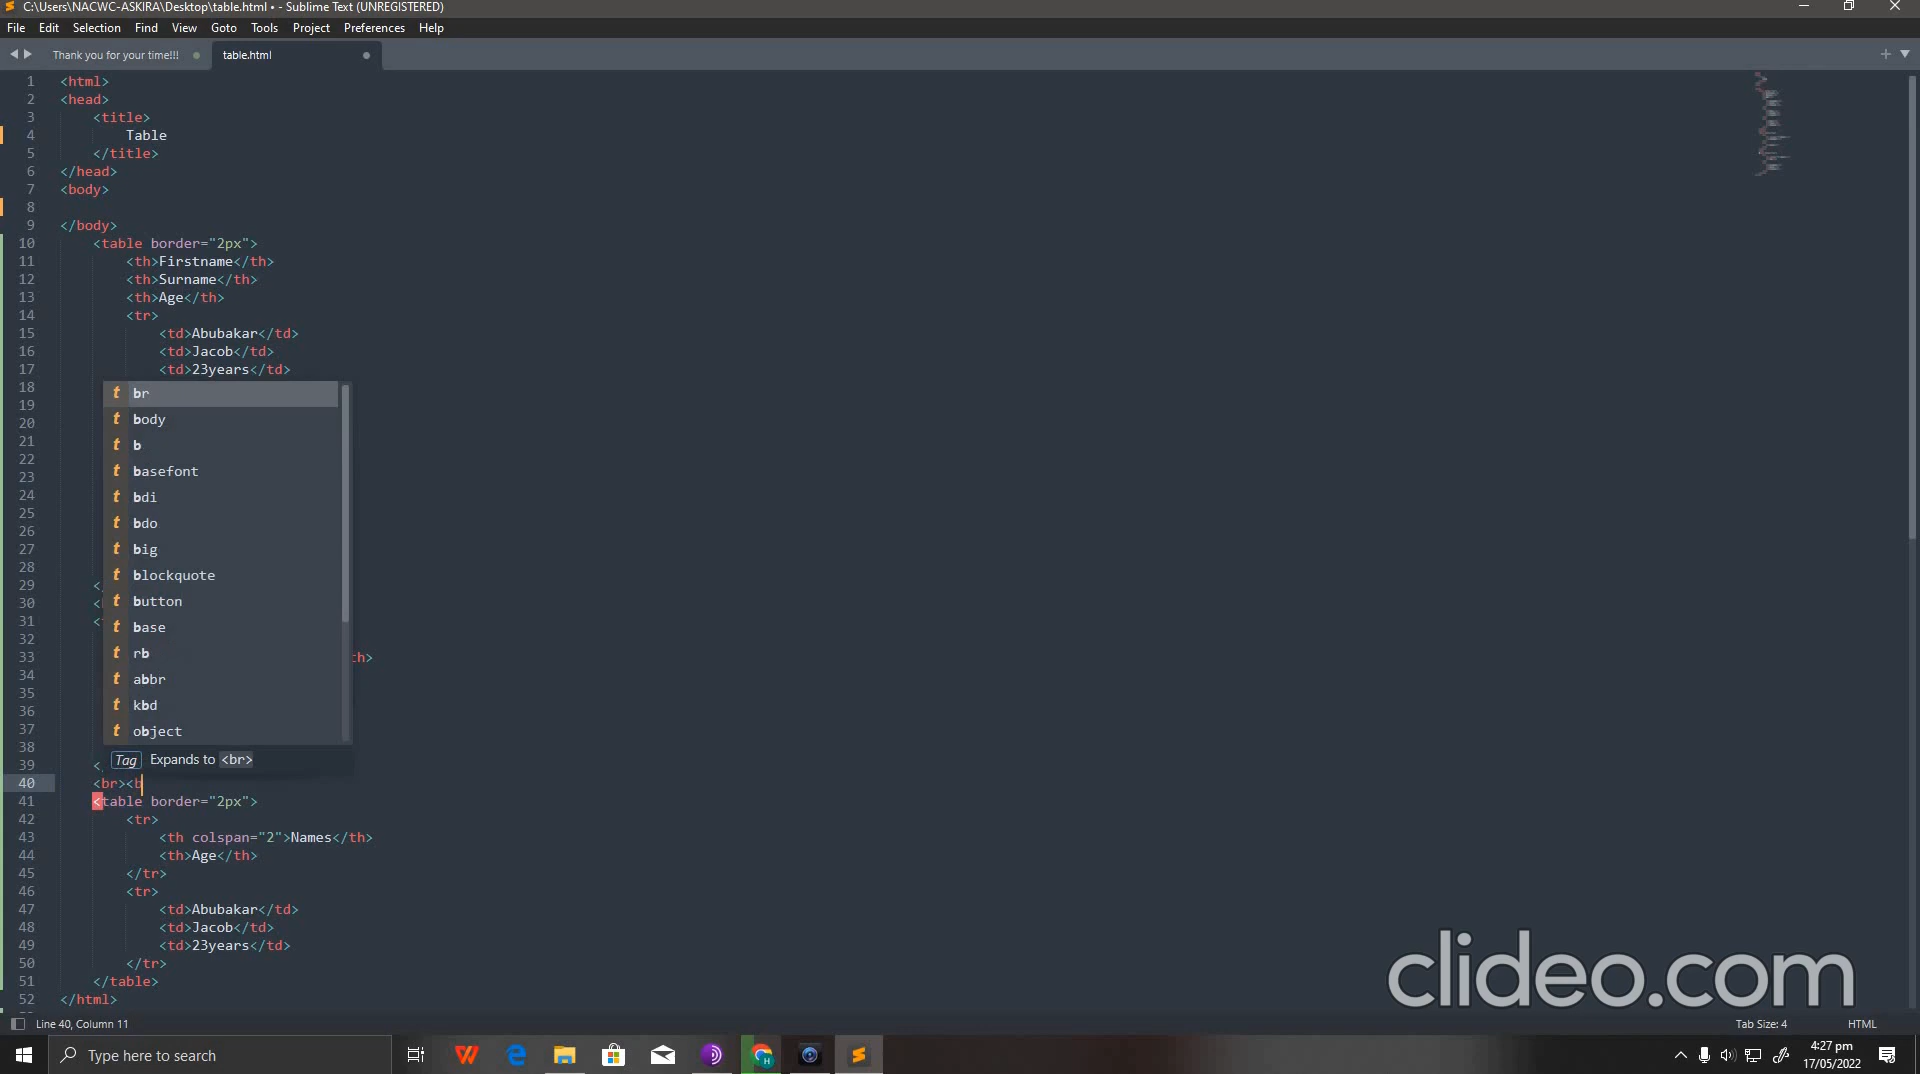 C:\Users\NACWC-ASKIRA\Desktop\table.html • - Sublime Text (UNREGISTERED)
File Edit Selection Find View Goto Tools Project Preferences Help
Thank you for your time!!! table.html
1 <html>
2 <head>
3 <title>
4 Table
5 </title>
6 </head>
7 <body>
8
9 </body>
10 <table border="2px">
11 <th>Firstname</th>
12 <th>Surname</th>
13 <th>Age</th>
14 <tr>
15 <td>Abubakar</td>
16 <td>Jacob</td>
17 <td>23years</td>
18 t br
19 t body
20
21 t b
22 t basefont
23
24 t bdi
25 t bdo
26
27 t big
28 t blockquote
29 </
30 < t button
31 < t base
32
33 t rb th>
34 t abbr
35
36 t kbd
37 t object
38
39 < Tag Expands to <br>
40 <br><b
41 <table border="2px">
42 <tr>
43 <th colspan="2">Names</th>
44 <th>Age</th>
45 </tr>
46 <tr>
47 <td>Abubakar</td>
48 <td>Jacob</td>
49 <td>23years</td>
50 </tr>
51 </table>
52 </html>
clideo.com
Line 40, Column 11 Tab Size: 4 HTML
Type here to search 4:27 pm
17/05/2022